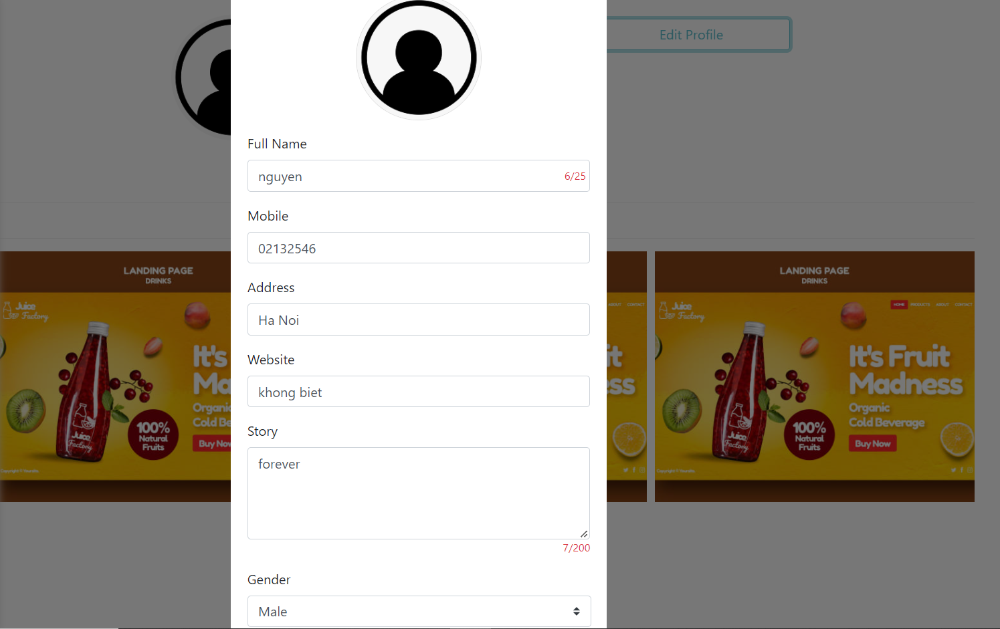 Edit Profile
Full Name
nguyen
6/25
Mobile
02132546
Address
Ha Noi
Website
khong biet
Story
forever
7/200
Gender
Male
LANDING PAGE
DRINKS
Juice
Factory
It's
Ma
Organic
Cold Be
100%
Natural
Fruits
Buy Now
Juice
Factory
ABOUT
CONTACT
it
ess
LANDING PAGE
DRINKS
Juice
Factory
HOME
PRODUCTS
ABOUT
CONTACT
It's Fruit
Madness
Organic
Cold Beverage
100%
Natural
Fruits
Buy Now
Juice
Factory